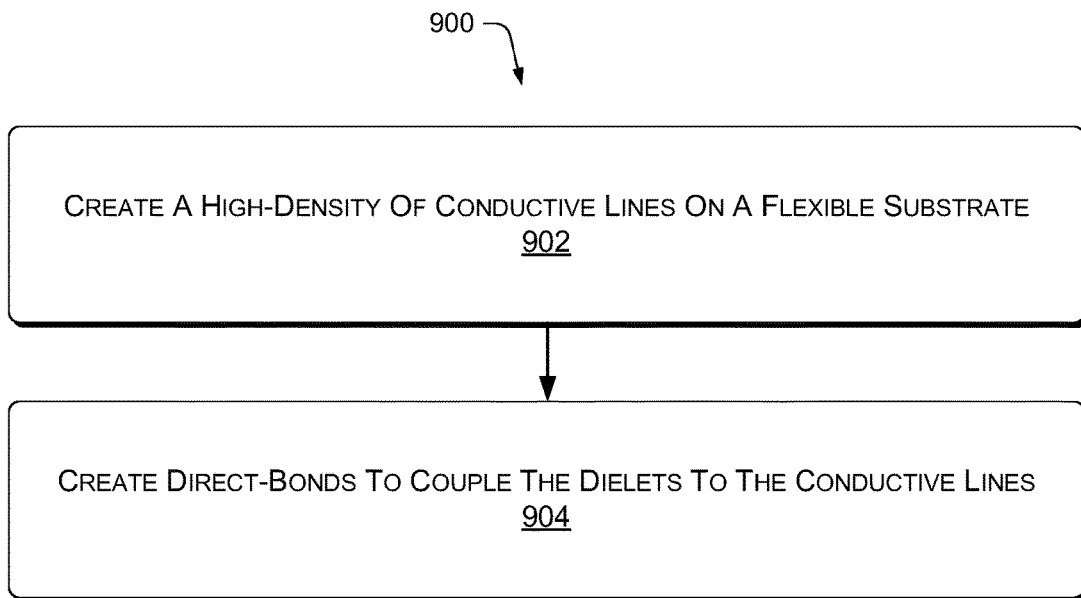 900
CREATE A HIGH-DENSITY OF CONDUCTIVE LINES ON A FLEXIBLE SUBSTRATE
902
CREATE DIRECT-BONDS TO COUPLE THE DIELETS TO THE CONDUCTIVE LINES
904